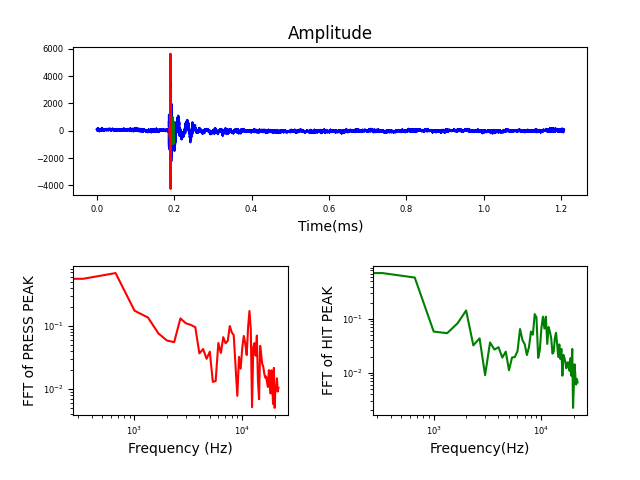 Amplitude
6000
4000
2000
0
−2000
−4000
0.0 0.2 0.4 0.6 0.8 1.0 1.2
Time(ms)
FFT of PRESS PEAK
10⁻¹
10⁻²
10³ 10⁴
Frequency (Hz)
FFT of HIT PEAK
10⁻¹
10⁻²
10³ 10⁴
Frequency(Hz)